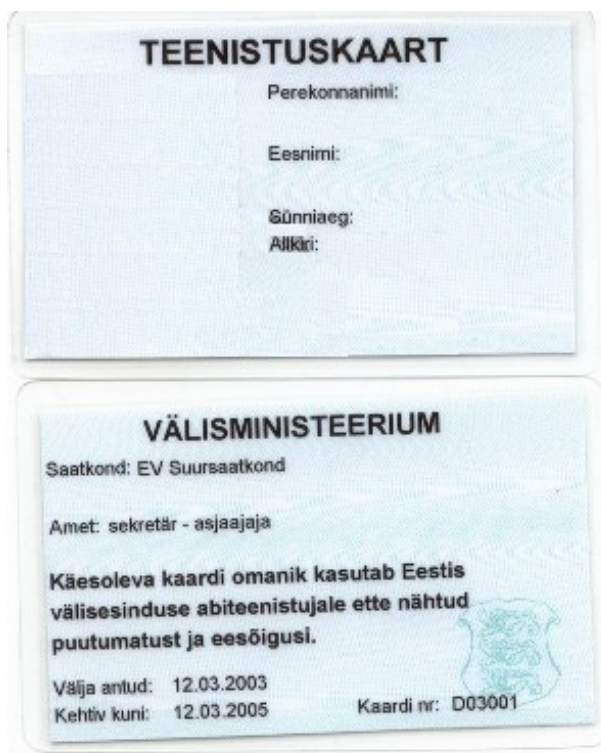 TEENISTUSKAART
Perekonnanimi:
Eesnimi:
Sünniaeg:
Allkiri:
VÄLISMINISTEERIUM
Saatkond: EV Suursaatkond
Amet: sekretär - asjaajaja
Käesoleva kaardi omanik kasutab Eestis
välisesinduse abiteenistujale ette nähtud
puutumatust ja eesõigusi.
Välja antud: 12.03.2003
Kehtiv kuni: 12.03.2005 Kaardi nr: D03001